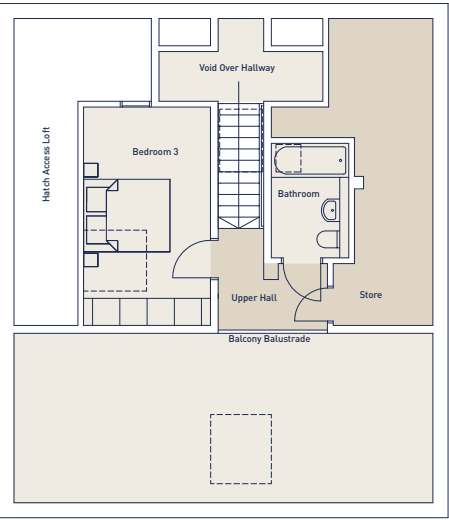 Void Over Hallway
Hatch Access Loft
Bedroom 3
Bathroom
Upper Hall
Store
Balcony Balustrade